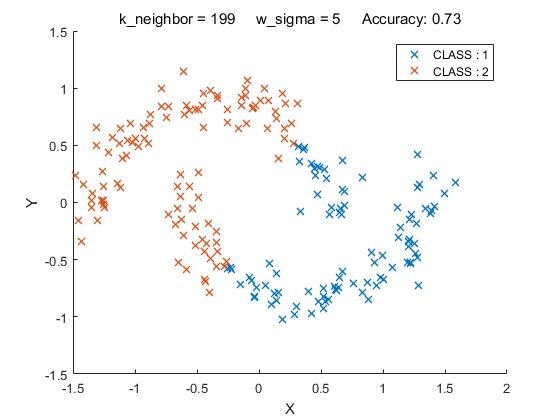 k_neighbor = 199 w_sigma = 5 Accuracy: 0.73
1.5
CLASS : 1
CLASS : 2
1
0.5
Y
0
-0.5
-1
-1.5
-1.5 -1 -0.5 0 0.5 1 1.5 2
X